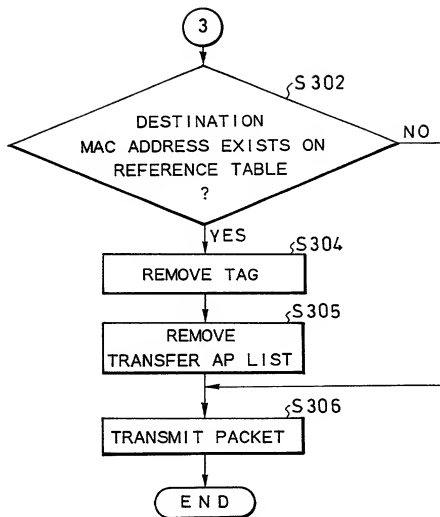 3
S302
DESTINATION
MAC ADDRESS EXISTS ON
REFERENCE TABLE
?
NO
YES
S304
REMOVE TAG
S305
REMOVE
TRANSFER AP LIST
S306
TRANSMIT PACKET
END